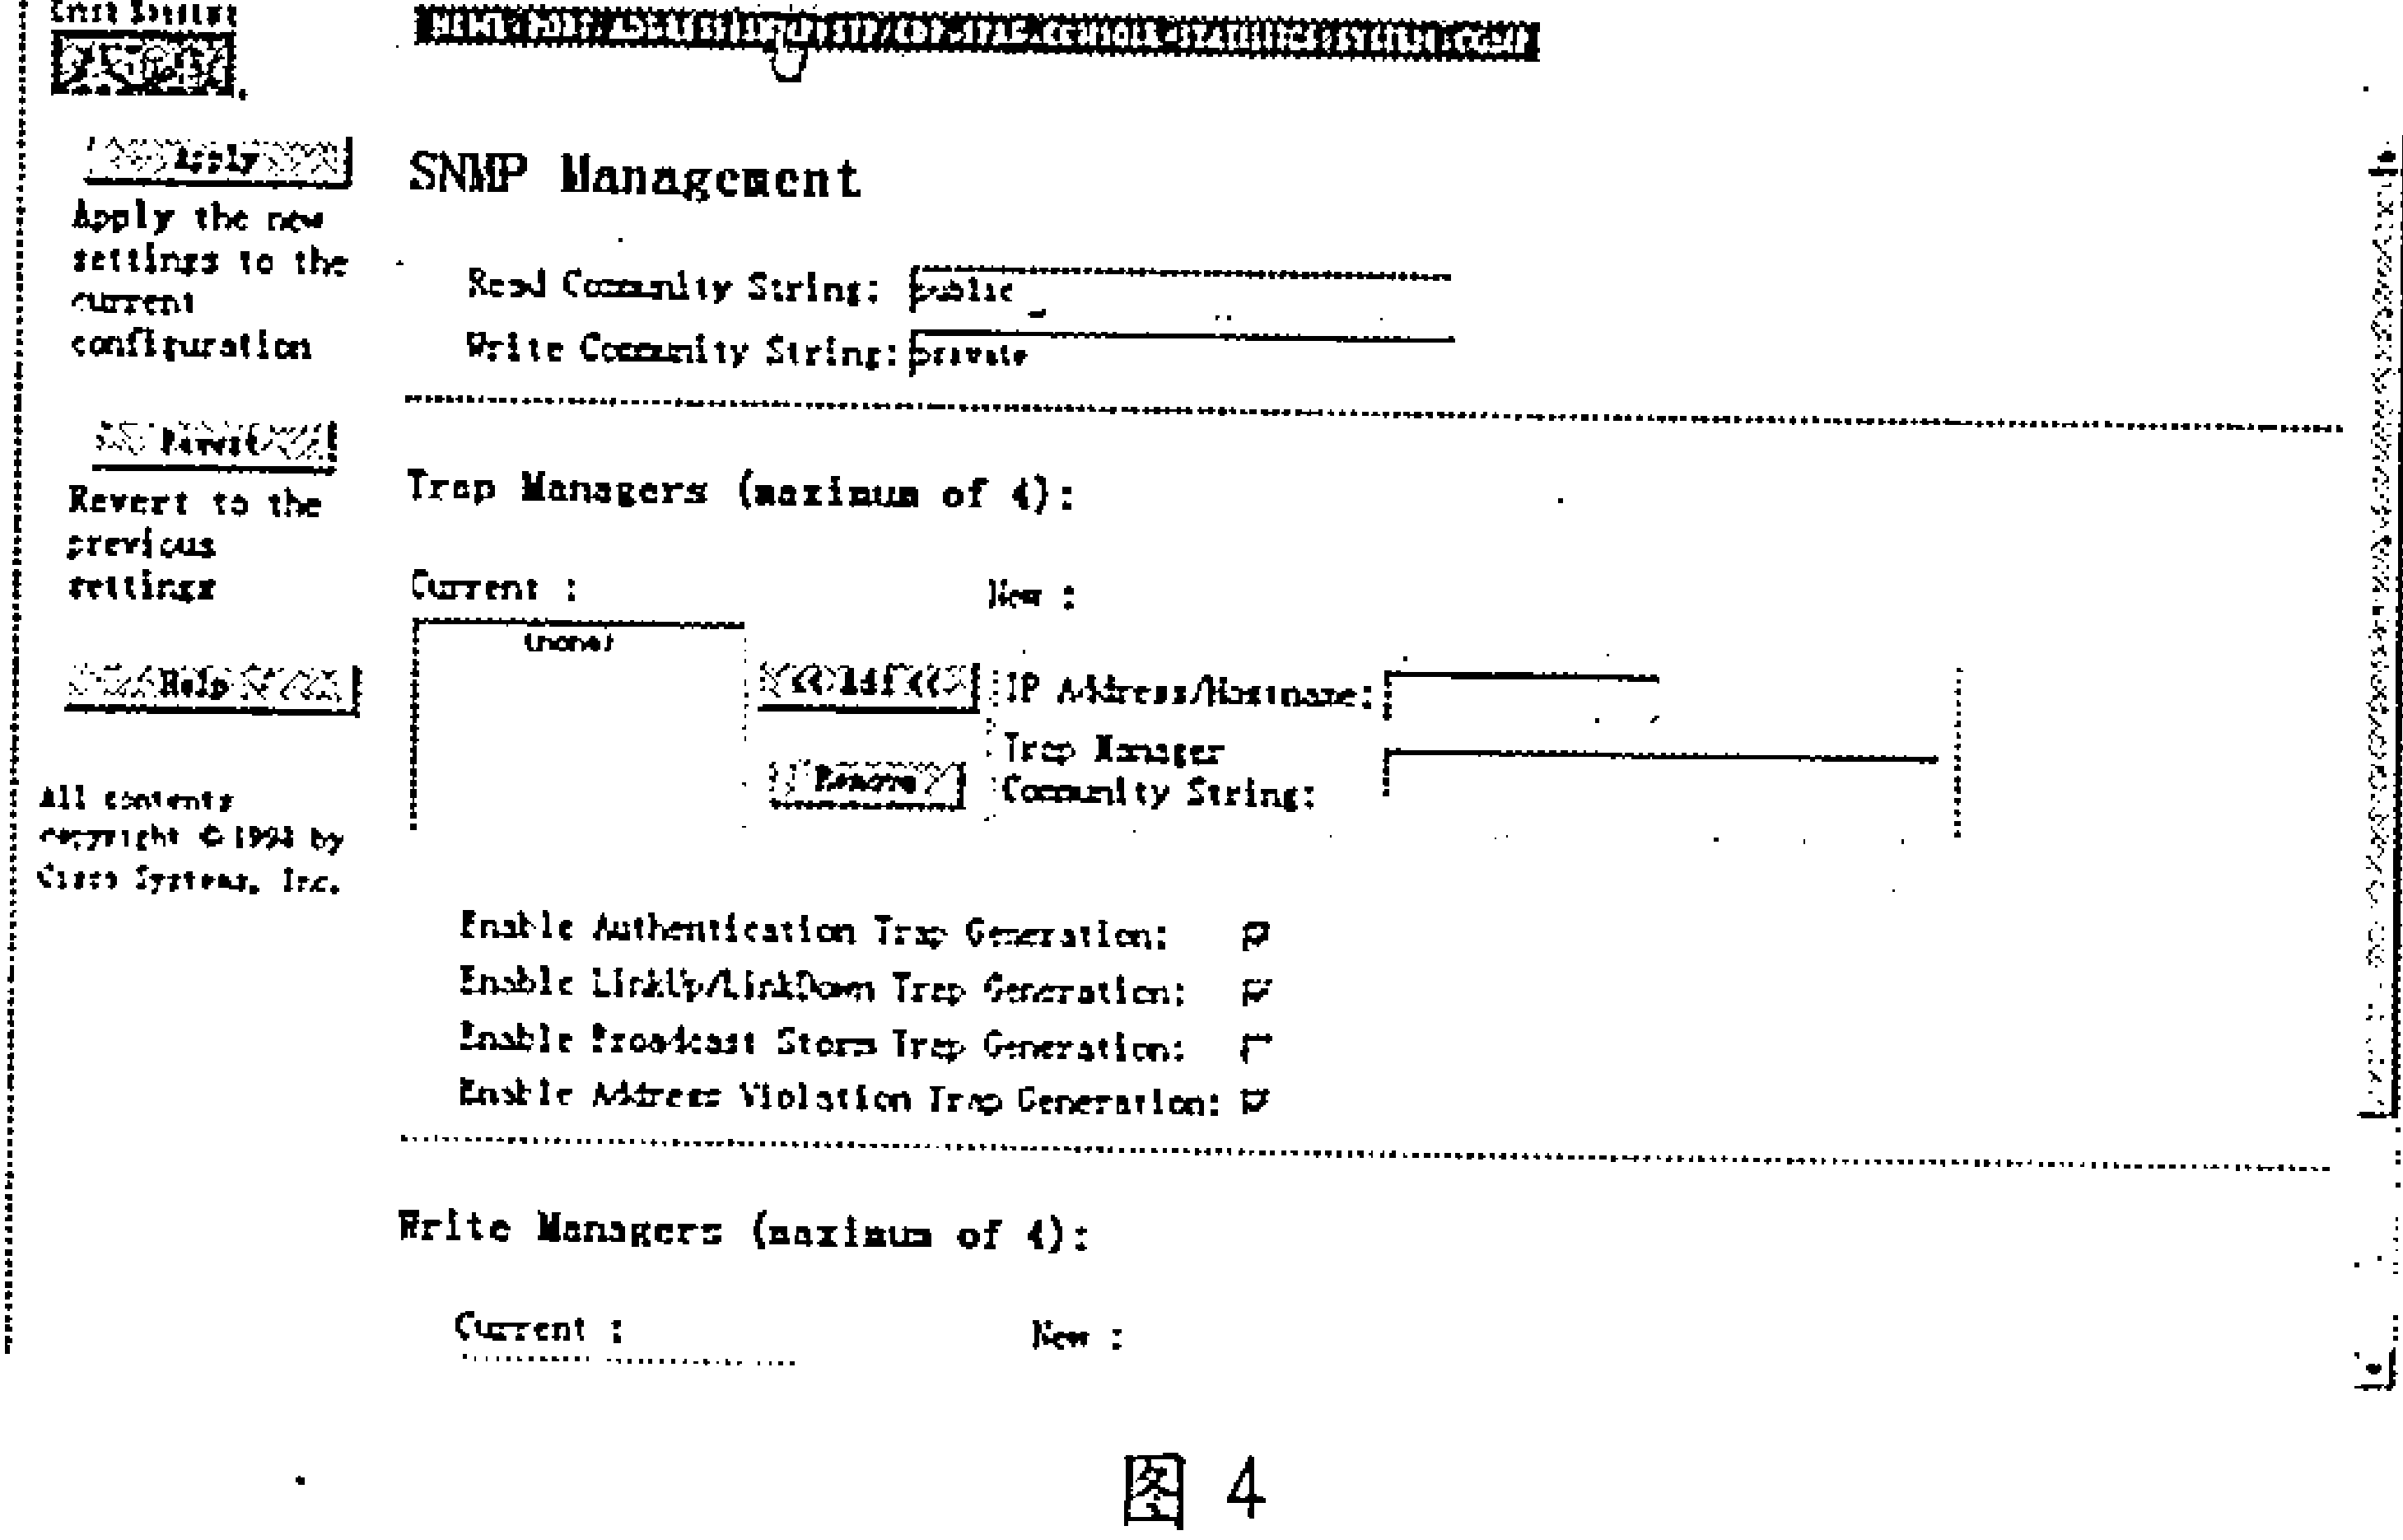 Apply
SNMP Management
Apply the new
settings to the
current
configuration
Read Community String: public
Write Community String: private
Revert
Revert to the
previous
settings
Trap Managers (maximum of 4):
Current :
New :
(none)
<< Add <<
IP Address/Hostname:
Help
Remove
Trap Manager
Community String:
All contents
copyright © by
Cisco Systems, Inc.
Enable Authentication Trap Generation:
Enable LinkUp/LinkDown Trap Generation:
Enable Broadcast Storm Trap Generation:
Enable Address Violation Trap Generation:
Write Managers (maximum of 4):
Current :
New :
图 4